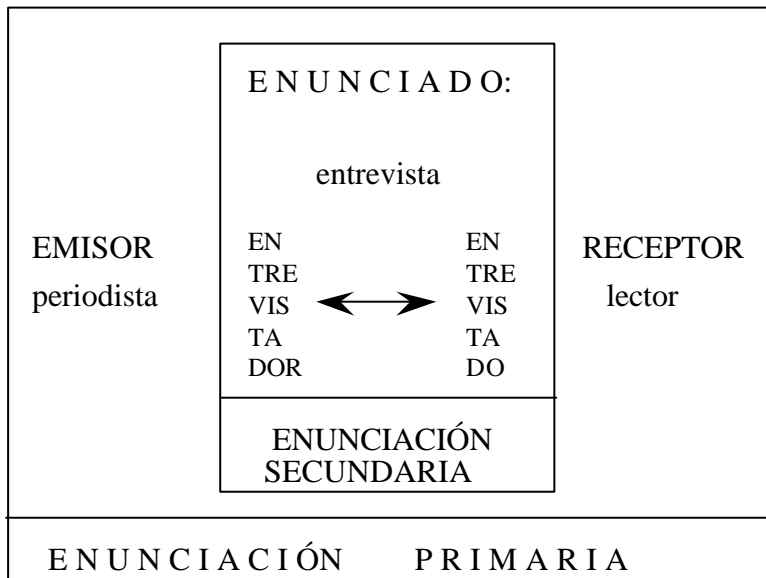 E N U N C I A D O:
entrevista
EMISOR
periodista
EN
TRE
VIS
TA
DOR
EN
TRE
VIS
TA
DO
RECEPTOR
lector
ENUNCIACIÓN
SECUNDARIA
E N U N C I A C I Ó N P R I M A R I A